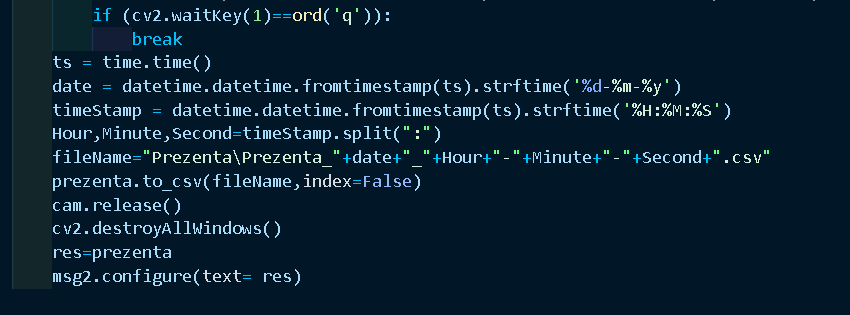 if (cv2.waitKey(1)==ord('q')):
break
ts = time.time()
date = datetime.datetime.fromtimestamp(ts).strftime('%d-%m-%y')
timeStamp = datetime.datetime.fromtimestamp(ts).strftime('%H:%M:%S')
Hour,Minute,Second=timeStamp.split(":")
fileName="Prezenta\Prezenta_"+date+"_"+Hour+"-"+Minute+"-"+Second+".csv"
prezenta.to_csv(fileName,index=False)
cam.release()
cv2.destroyAllWindows()
res=prezenta
msg2.configure(text= res)